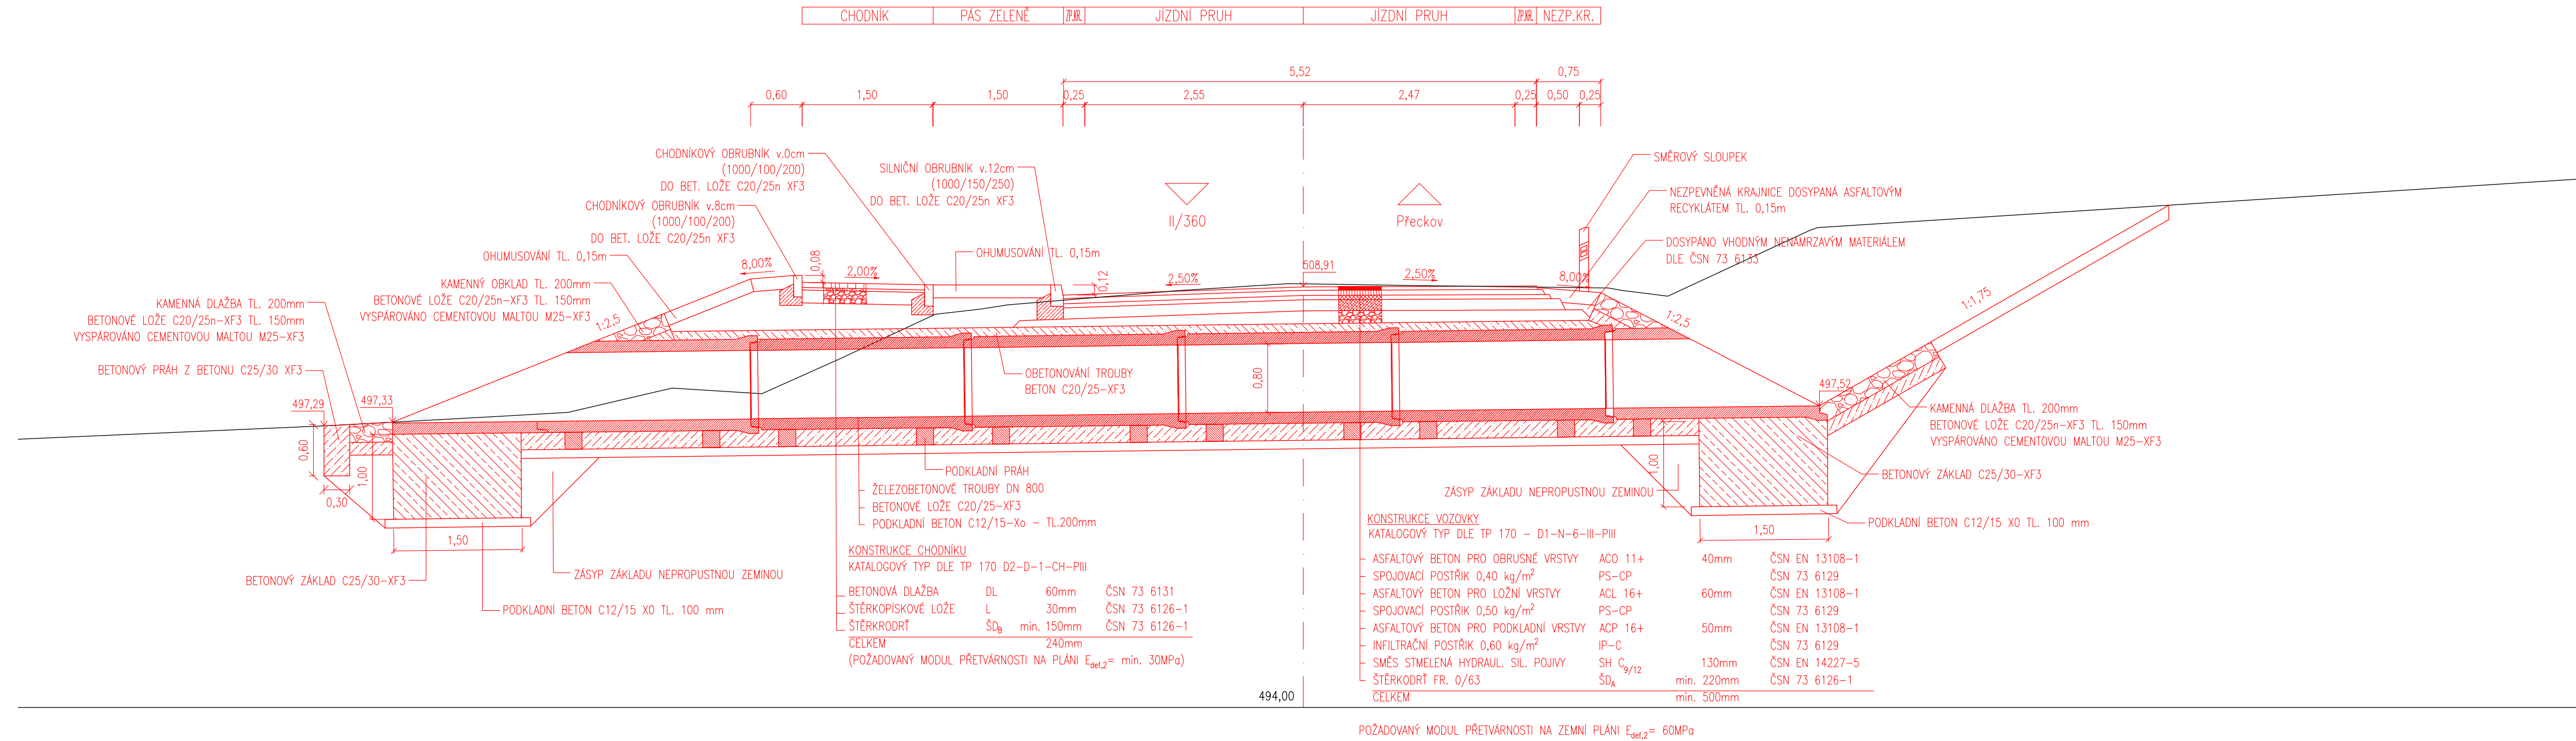 CHODNÍK PÁS ZELENĚ ZP.KR. JÍZDNÍ PRUH JÍZDNÍ PRUH ZP.KR. NEZP.KR.
5,52 0,75
0,60 1,50 1,50 0,25 2,55 2,47 0,25 0,50 0,25
CHODNÍKOVÝ OBRUBNÍK v.0cm
(1000/100/200)
DO BET. LOŽE C20/25n XF3
SILNIČNÍ OBRUBNÍK v.12cm
(1000/150/250)
DO BET. LOŽE C20/25n XF3
CHODNÍKOVÝ OBRUBNÍK v.8cm
(1000/100/200)
DO BET. LOŽE C20/25n XF3
II/360
Přeckov
SMĚROVÝ SLOUPEK
NEZPEVNĚNÁ KRAJNICE DOSYPANÁ ASFALTOVÝM
RECYKLÁTEM TL. 0,15m
DOSYPÁNO VHODNÝM NENAMRZAVÝM MATERIÁLEM
DLE ČSN 73 6133
OHUMUSOVÁNÍ TL. 0,15m
OHUMUSOVÁNÍ TL. 0,15m
8,00%
0,08
2,00%
0,12
2,50%
508,91
2,50%
8,00%
KAMENNÝ OBKLAD TL. 200mm
BETONOVÉ LOŽE C20/25n-XF3 TL. 150mm
VYSPÁROVÁNO CEMENTOVOU MALTOU M25-XF3
KAMENNÁ DLAŽBA TL. 200mm
BETONOVÉ LOŽE C20/25n-XF3 TL. 150mm
VYSPÁROVÁNO CEMENTOVOU MALTOU M25-XF3
1:2,5
1:2,5
1:1,75
BETONOVÝ PRÁH Z BETONU C25/30 XF3
OBETONOVÁNÍ TROUBY
BETON C20/25-XF3
0,80
497,29
497,33
497,52
KAMENNÁ DLAŽBA TL. 200mm
BETONOVÉ LOŽE C20/25n-XF3 TL. 150mm
VYSPÁROVÁNO CEMENTOVOU MALTOU M25-XF3
0,60
1,00
0,30
1,50
1,00
1,50
BETONOVÝ ZÁKLAD C25/30-XF3
PODKLADNÍ PRÁH
ŽELEZOBETONOVÉ TROUBY DN 800
BETONOVÉ LOŽE C20/25-XF3
PODKLADNÍ BETON C12/15-Xo - TL.200mm
ZÁSYP ZÁKLADU NEPROPUSTNOU ZEMINOU
PODKLADNÍ BETON C12/15 X0 TL. 100 mm
BETONOVÝ ZÁKLAD C25/30-XF3
ZÁSYP ZÁKLADU NEPROPUSTNOU ZEMINOU
PODKLADNÍ BETON C12/15 X0 TL. 100 mm
KONSTRUKCE CHODNÍKU
KATALOGOVÝ TYP DLE TP 170 D2-D-1-CH-PIII
BETONOVÁ DLAŽBA DL 60mm ČSN 73 6131
ŠTĚRKOPÍSKOVÉ LOŽE L 30mm ČSN 73 6126-1
ŠTĚRKRODRŤ ŠDB min. 150mm ČSN 73 6126-1
CELKEM 240mm
(POŽADOVANÝ MODUL PŘETVÁRNOSTI NA PLÁNI Edef,2= min. 30MPa)
KONSTRUKCE VOZOVKY
KATALOGOVÝ TYP DLE TP 170 - D1-N-6-III-PIII
ASFALTOVÝ BETON PRO OBRUSNÉ VRSTVY ACO 11+ 40mm ČSN EN 13108-1
SPOJOVACÍ POSTŘIK 0,40 kg/m² PS-CP ČSN 73 6129
ASFALTOVÝ BETON PRO LOŽNÍ VRSTVY ACL 16+ 60mm ČSN EN 13108-1
SPOJOVACÍ POSTŘIK 0,50 kg/m² PS-CP ČSN 73 6129
ASFALTOVÝ BETON PRO PODKLADNÍ VRSTVY ACP 16+ 50mm ČSN EN 13108-1
INFILTRAČNÍ POSTŘIK 0,60 kg/m² IP-C ČSN 73 6129
SMĚS STMELENÁ HYDRAUL. SIL. POJIVY SH C9/12 130mm ČSN EN 14227-5
ŠTĚRKODRŤ FR. 0/63 ŠDA min. 220mm ČSN 73 6126-1
CELKEM min. 500mm
494,00
POŽADOVANÝ MODUL PŘETVÁRNOSTI NA ZEMNÍ PLÁNI Edef,2= 60MPa